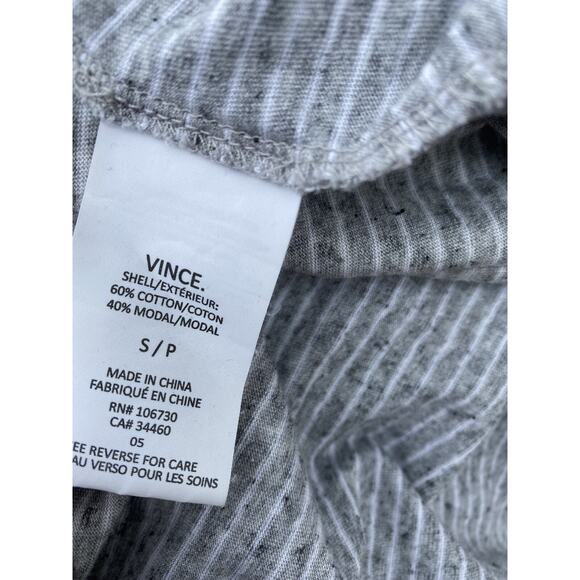 VINCE.
SHELL/EXTÉRIEUR:
60% COTTON/COTON
40% MODAL/MODAL
S / P
MADE IN CHINA
FABRIQUÉ EN CHINE
RN# 106730
CA# 34460
05
EE REVERSE FOR CARE
AU VERSO POUR LES SOINS